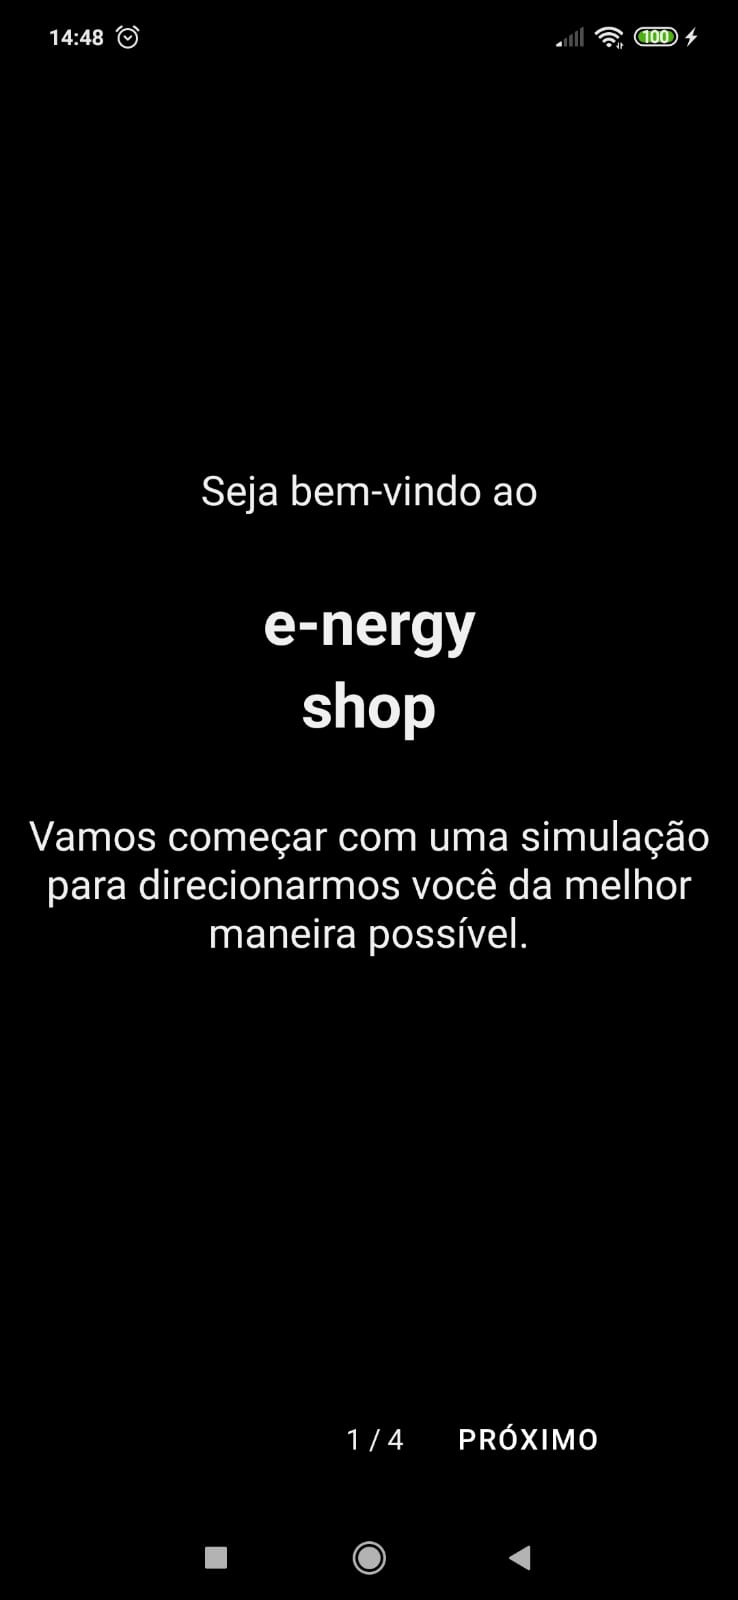 14:48
100
Seja bem-vindo ao
e-nergy
shop
Vamos começar com uma simulação
para direcionarmos você da melhor
maneira possível.
1 / 4 PRÓXIMO